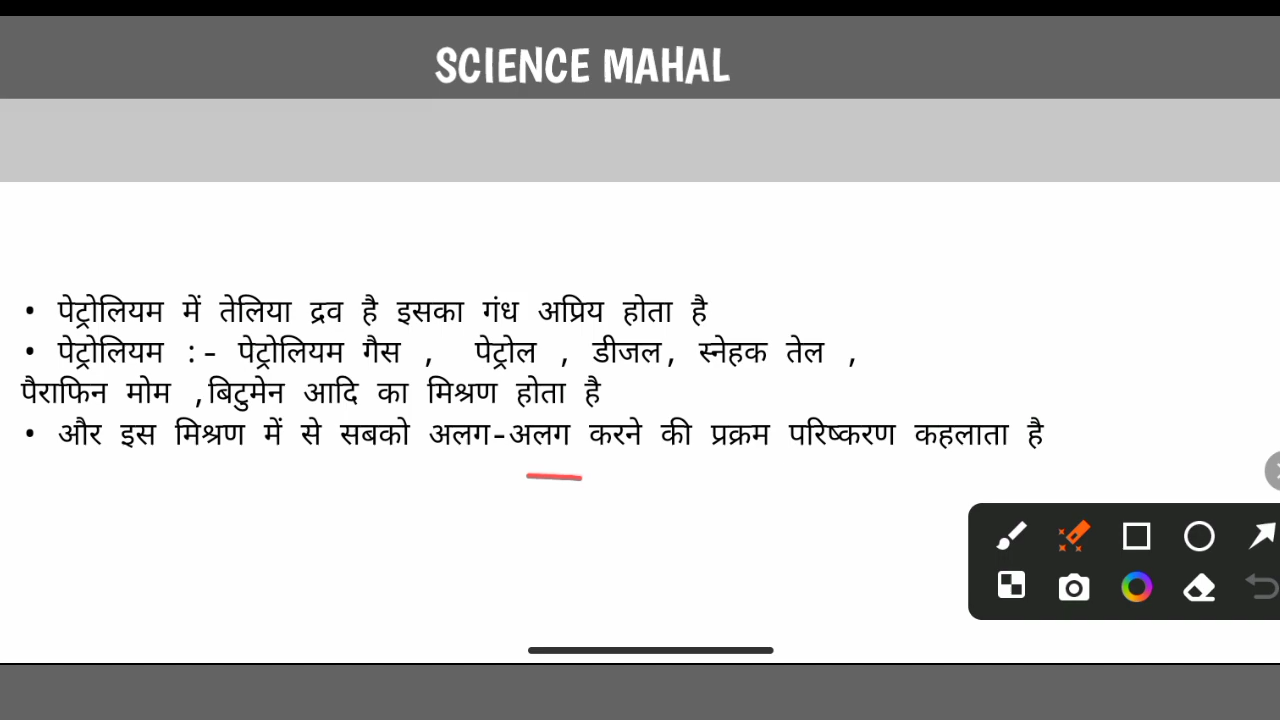 SCIENCE MAHAL
• पेट्रोलियम में तेलिया द्रव है इसका गंध अप्रिय होता है
• पेट्रोलियम :- पेट्रोलियम गैस , पेट्रोल , डीजल, स्नेहक तेल ,
पैराफिन मोम ,बिटुमेन आदि का मिश्रण होता है
• और इस मिश्रण में से सबको अलग-अलग करने की प्रक्रम परिष्करण कहलाता है